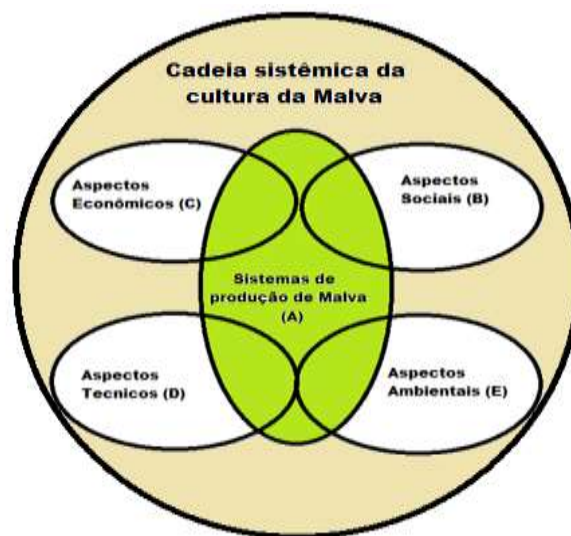 Cadeia sistêmica da
cultura da Malva
Aspectos
Econômicos (C)
Aspectos
Sociais (B)
Sistemas de
produção de Malva
(A)
Aspectos
Tecnicos (D)
Aspectos
Ambientais (E)